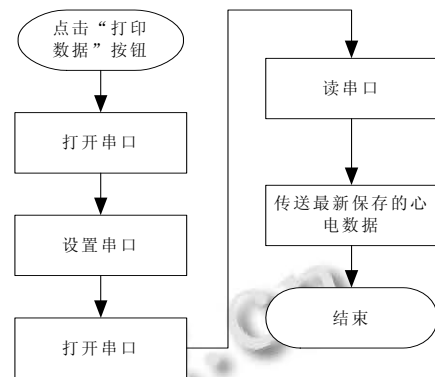 点击“打印
数据”按钮
打开串口
设置串口
打开串口
读串口
传送最新保存的心
电数据
结束